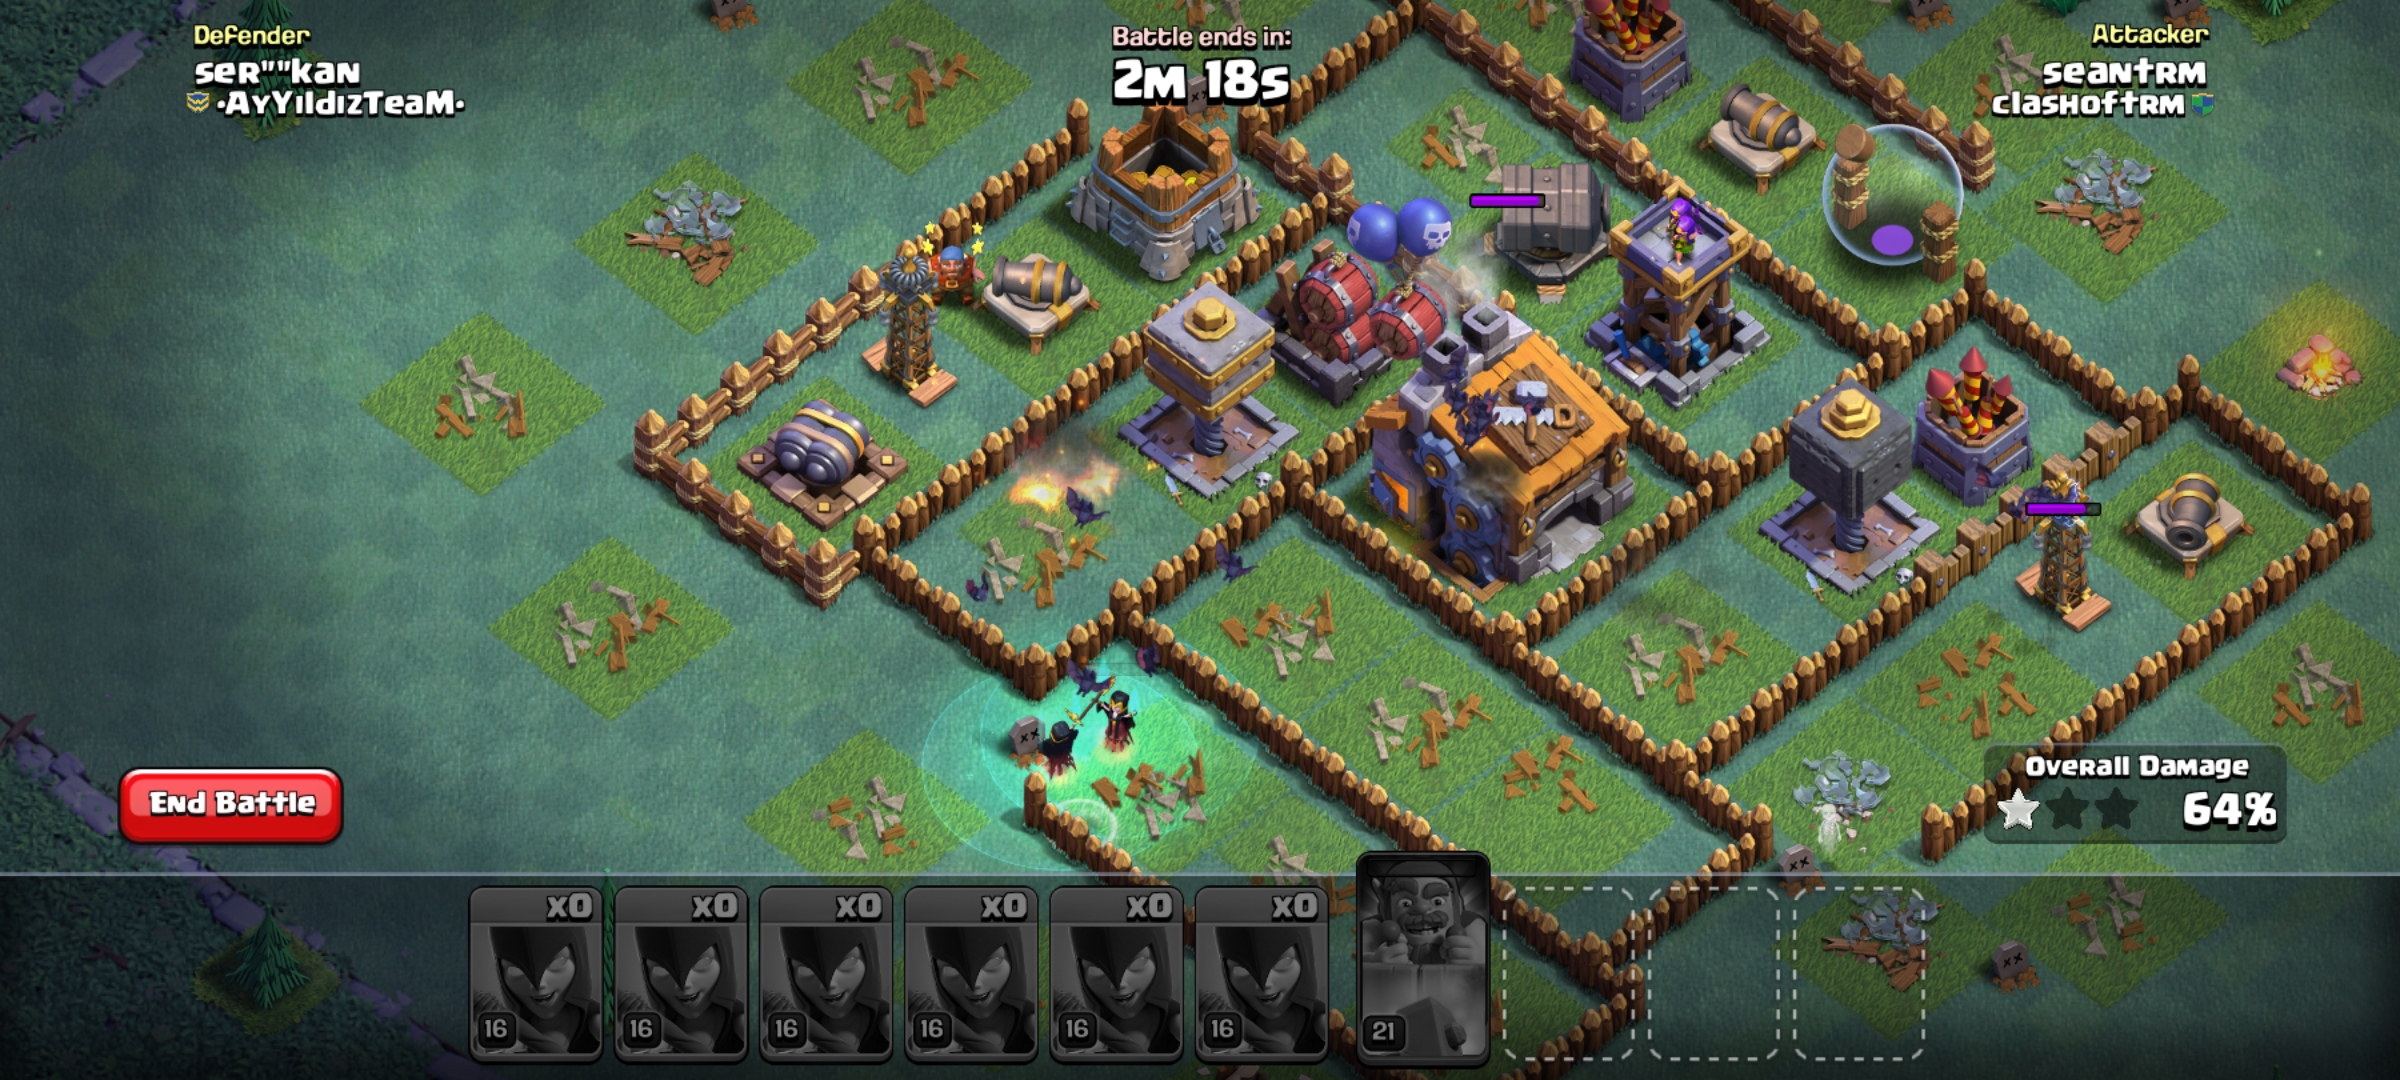 Defender
seR""kan
•AyYıldızTeaM•
Battle ends in:
2M 18s
Attacker
seantRM
clashoftRM
End Battle
Overall Damage
64%
x0
x0
x0
x0
x0
x0
16
16
16
16
16
16
21